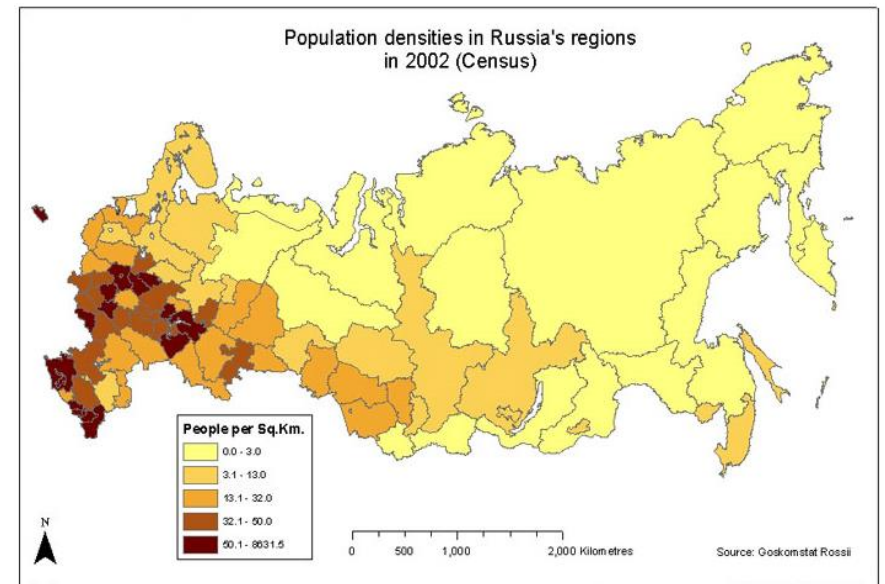 Population densities in Russia's regions
in 2002 (Census)
People per Sq.Km.
0.0 - 3.0
3.1 - 13.0
13.1 - 32.0
32.1 - 50.0
50.1 - 8631.5
N
0 500 1,000 2,000 Kilometres
Source: Goskomstat Rossii